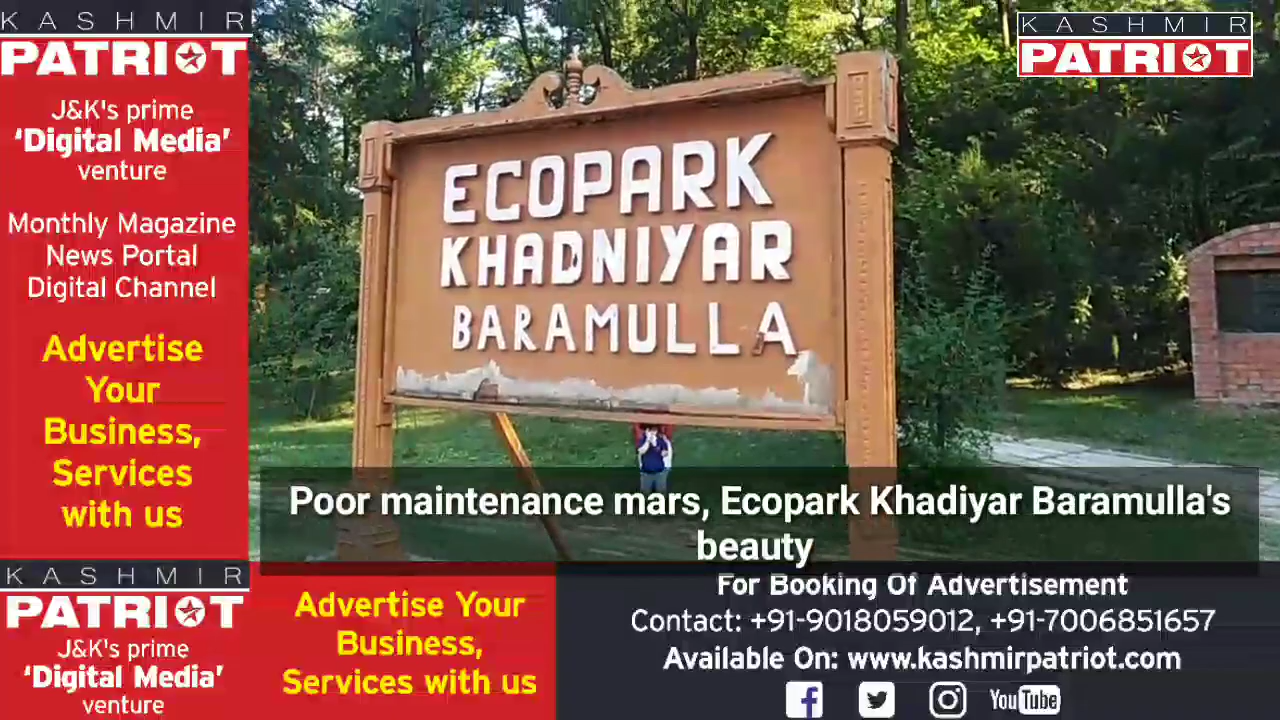 KASHMIR
PATRIOT
J&K's prime
'Digital Media'
venture
Monthly Magazine
News Portal
Digital Channel
Advertise
Your
Business,
Services
with us
KASHMIR
PATRIOT
ECOPARK
KHADNIYAR
BARAMULLA
Poor maintenance mars, Ecopark Khadiyar Baramulla's
beauty
KASHMIR
PATRIOT
J&K's prime
'Digital Media'
venture
Advertise Your
Business,
Services with us
For Booking Of Advertisement
Contact: +91-9018059012, +91-7006851657
Available On: www.kashmirpatriot.com
YouTube